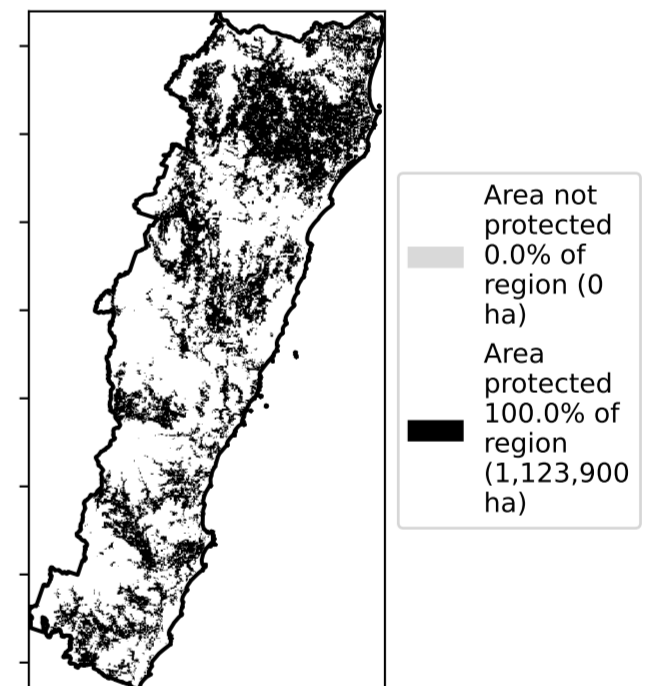 Area not
protected
0.0% of
region (0
ha)
Area
protected
100.0% of
region
(1,123,900
ha)